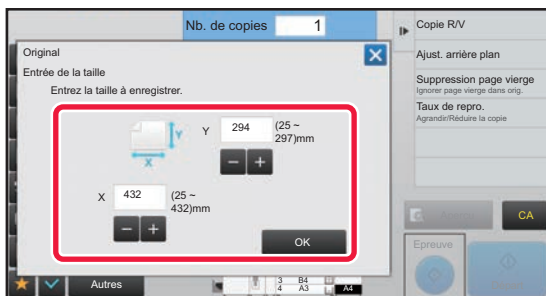 Nb. de copies 1
Copie R/V
Original
Ajust. arrière plan
Entrée de la taille
Entrez la taille à enregistrer.
Suppression page vierge
Ignorer page vierge dans orig.
Taux de repro.
Agrandir/Réduire la copie
Y
X
Y 294 (25 ~
297)mm
X 432 (25 ~
432)mm
OK
CA
Epreuve
Autres
3 B4
4 A3
A4